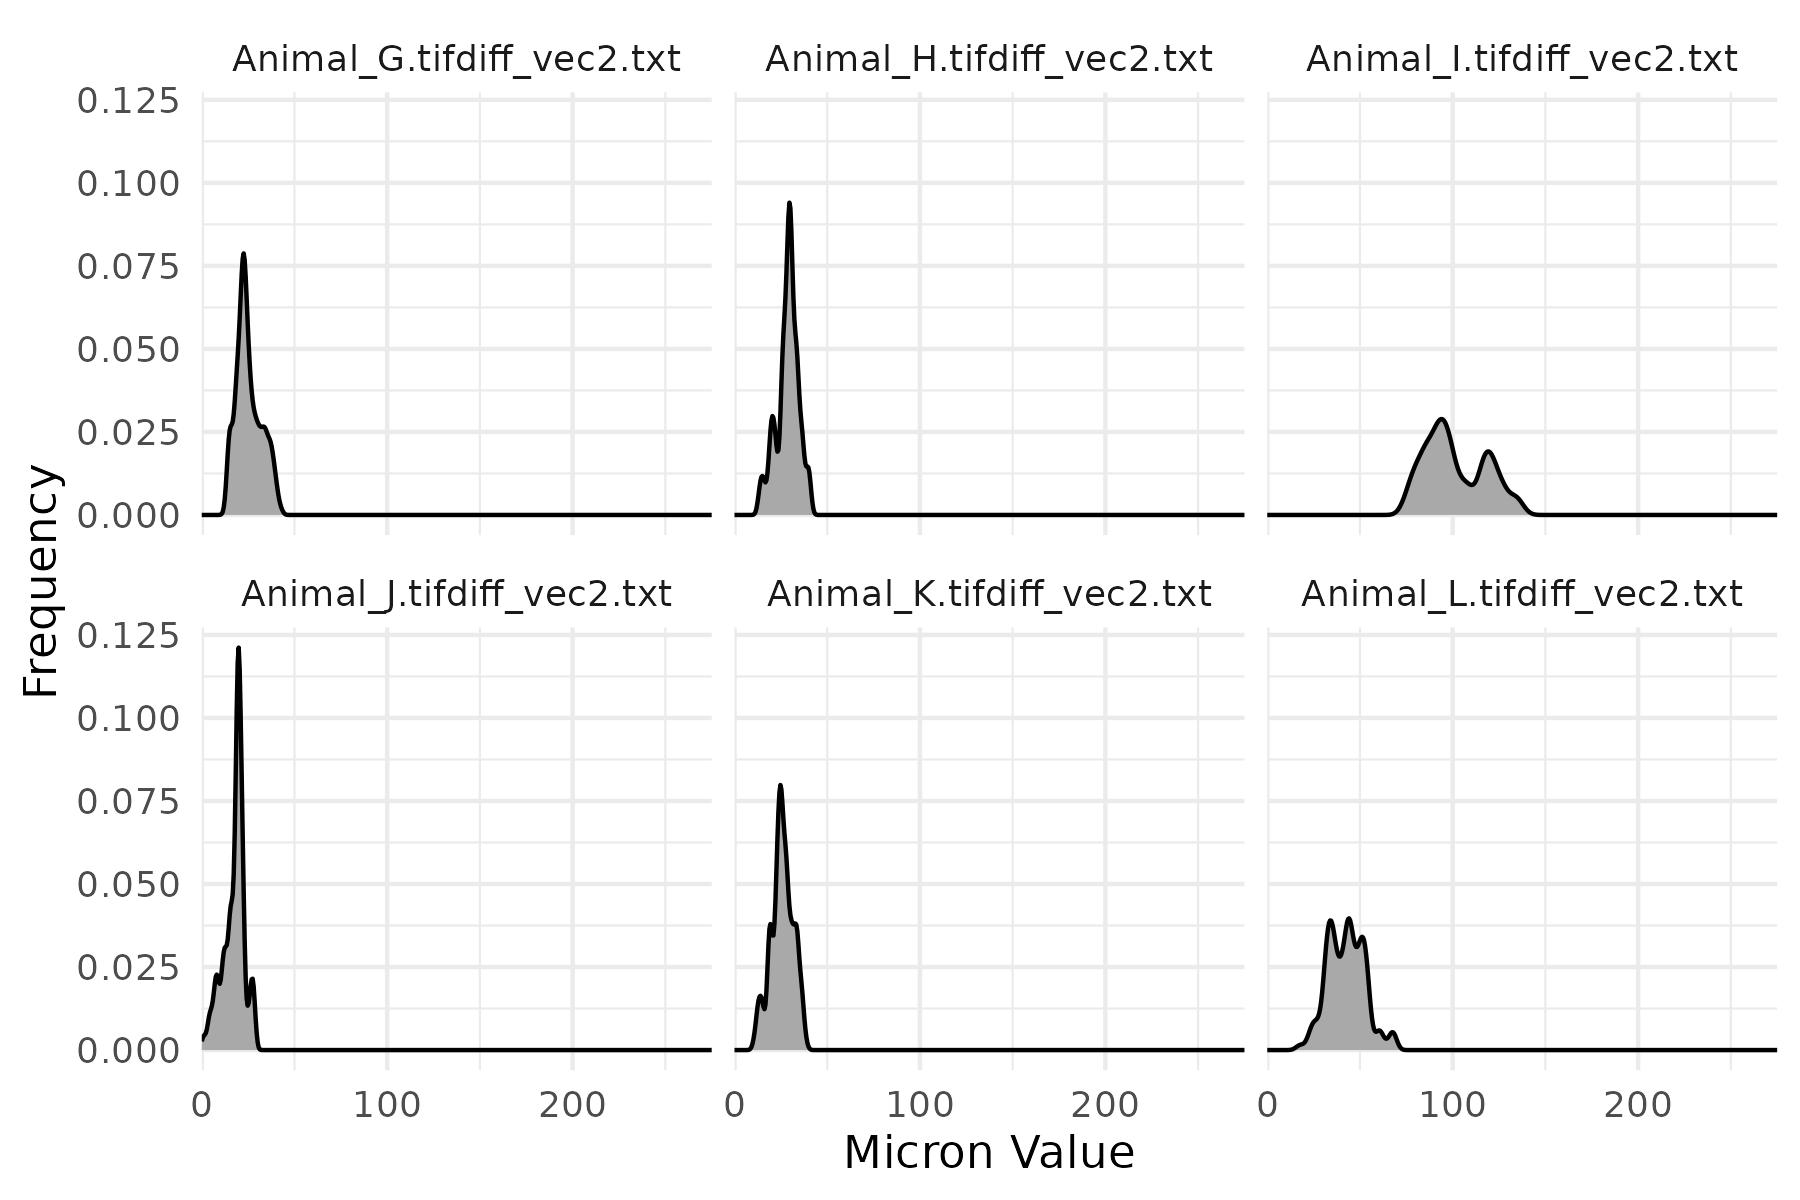 Animal_G.tifdiff_vec2.txt Animal_H.tifdiff_vec2.txt Animal_I.tifdiff_vec2.txt
0.125
0.100
0.075
0.050
0.025
0.000
Frequency
Animal_J.tifdiff_vec2.txt Animal_K.tifdiff_vec2.txt Animal_L.tifdiff_vec2.txt
0.125
0.100
0.075
0.050
0.025
0.000
0 100 200 0 100 200 0 100 200
Micron Value